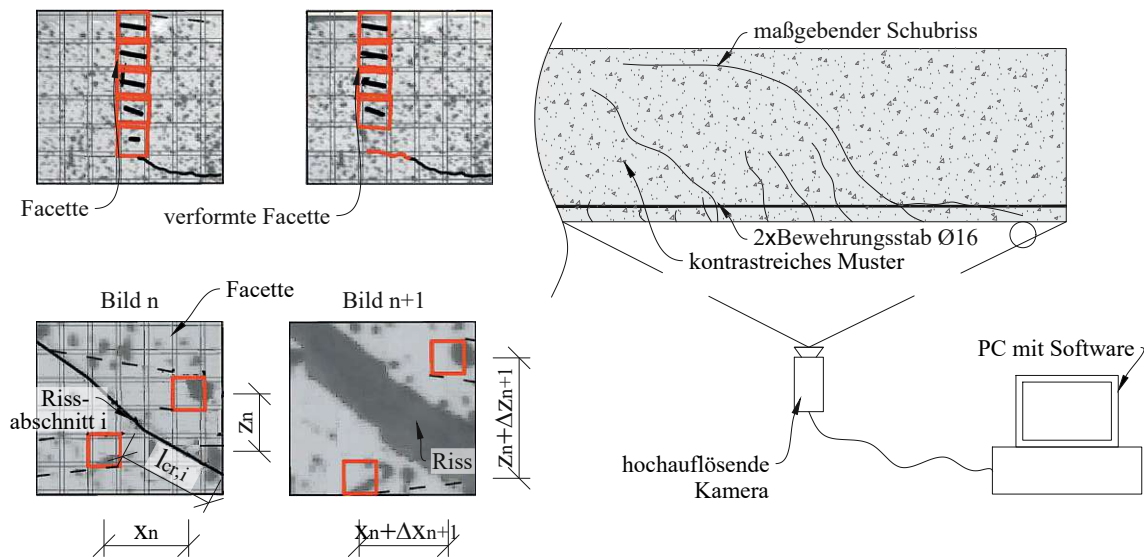 Facette
verformte Facette
maßgebender Schubriss
2xBewehrungsstab Ø16
kontrastreiches Muster
Bild n
Facette
Bild n+1
Riss-
abschnitt i
lcr,i
zn
Riss
zn+Δzn+1
xn
xn+Δxn+1
PC mit Software
hochauflösende
Kamera